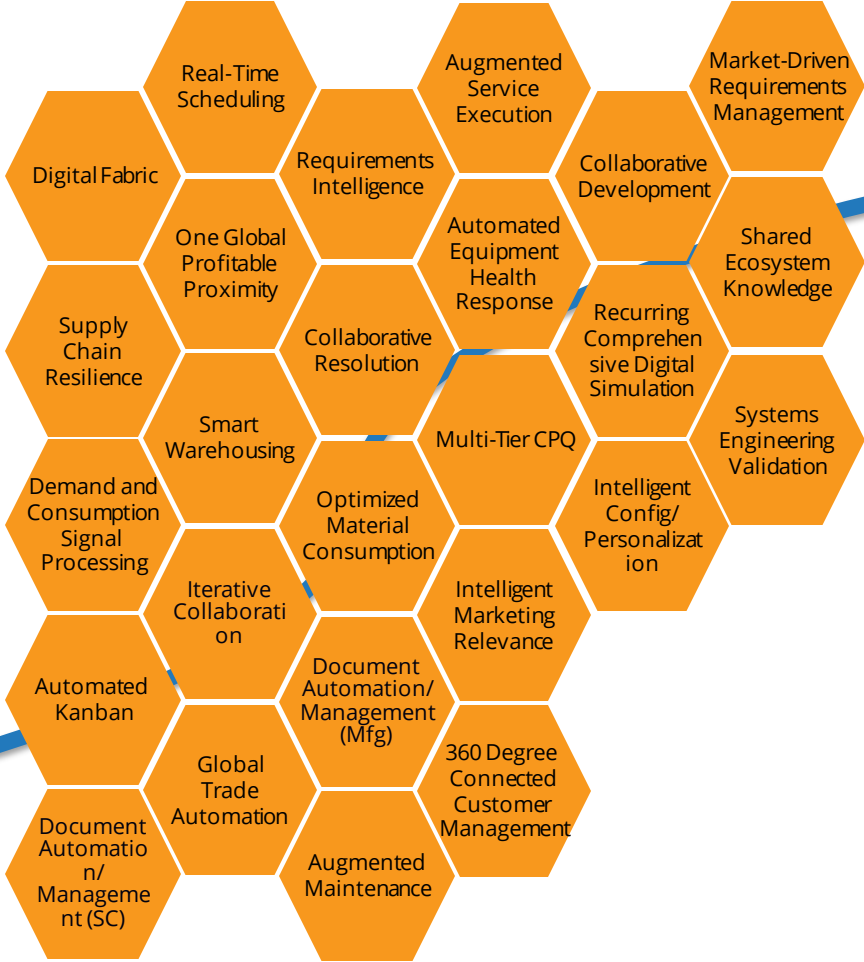 Real-Time
Scheduling
Augmented
Service
Execution
Market-Driven
Requirements
Management
Digital Fabric
Requirements
Intelligence
Collaborative
Development
One Global
Profitable
Proximity
Automated
Equipment
Health
Response
Shared
Ecosystem
Knowledge
Supply
Chain
Resilience
Collaborative
Resolution
Recurring
Comprehen
sive Digital
Simulation
Smart
Warehousing
Multi-Tier CPQ
Systems
Engineering
Validation
Demand and
Consumption
Signal
Processing
Optimized
Material
Consumption
Intelligent
Config/
Personalizat
ion
Iterative
Collaborati
on
Intelligent
Marketing
Relevance
Automated
Kanban
Document
Automation/
Management
(Mfg)
Global
Trade
Automation
360 Degree
Connected
Customer
Management
Document
Automatio
n/
Manageme
nt (SC)
Augmented
Maintenance